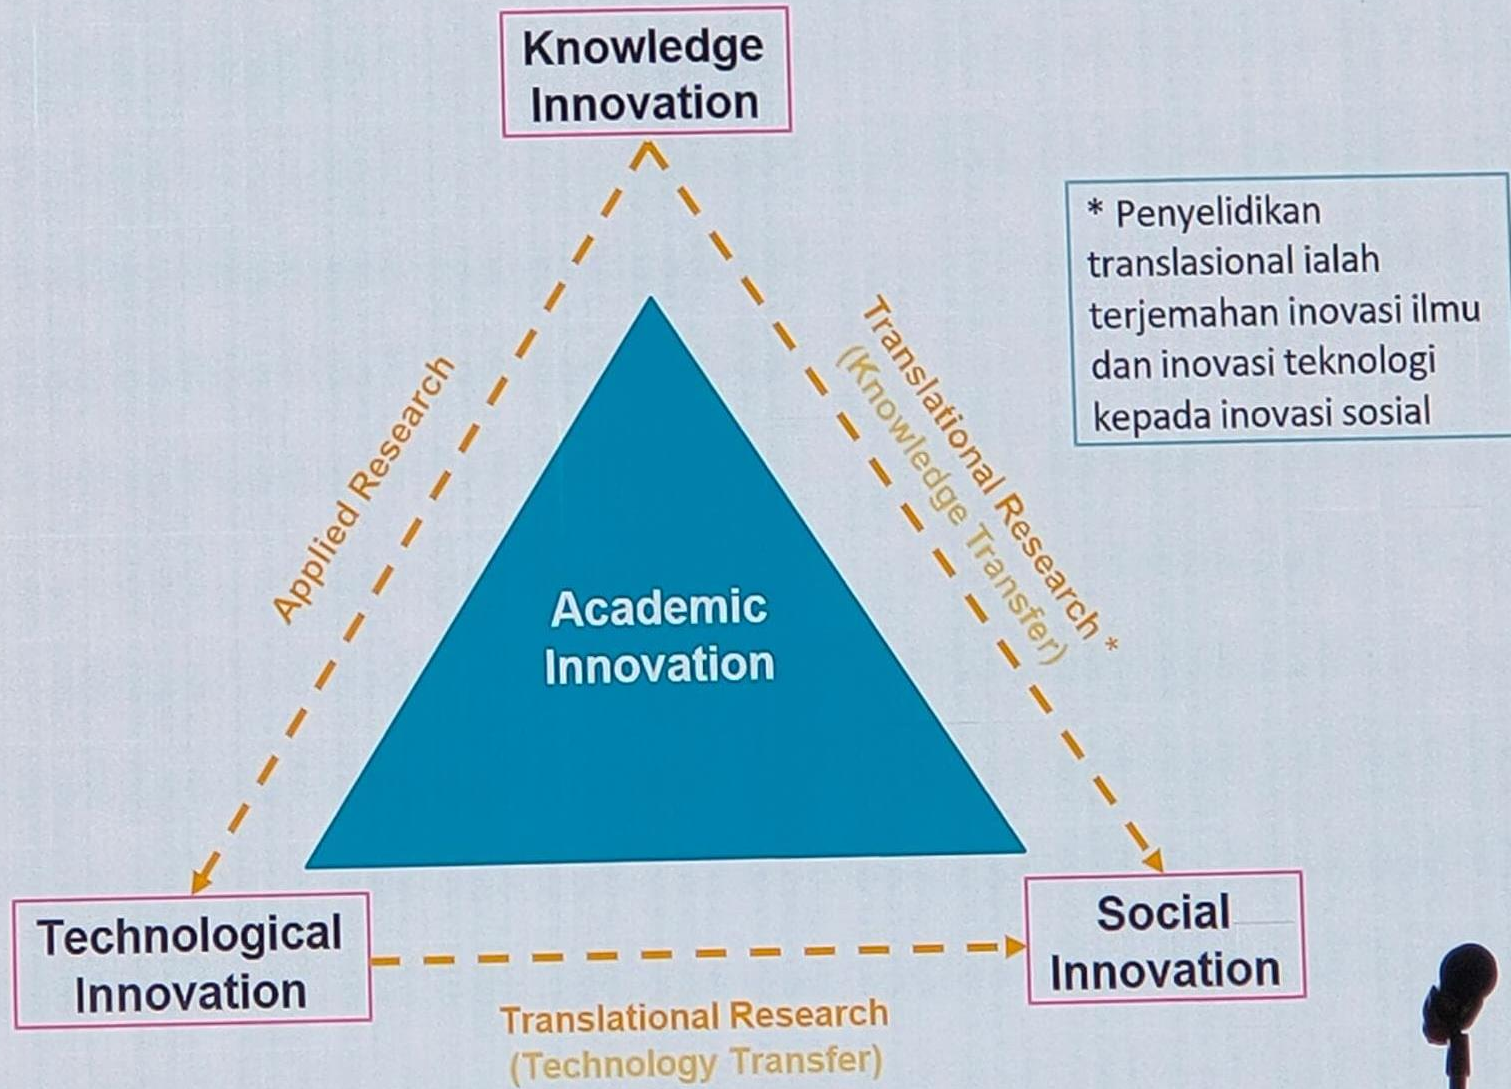 Knowledge
Innovation
* Penyelidikan
translasional ialah
terjemahan inovasi ilmu
dan inovasi teknologi
kepada inovasi sosial
Applied Research
Translational Research *
(Knowledge Transfer)
Academic
Innovation
Technological
Innovation
Social
Innovation
Translational Research
(Technology Transfer)